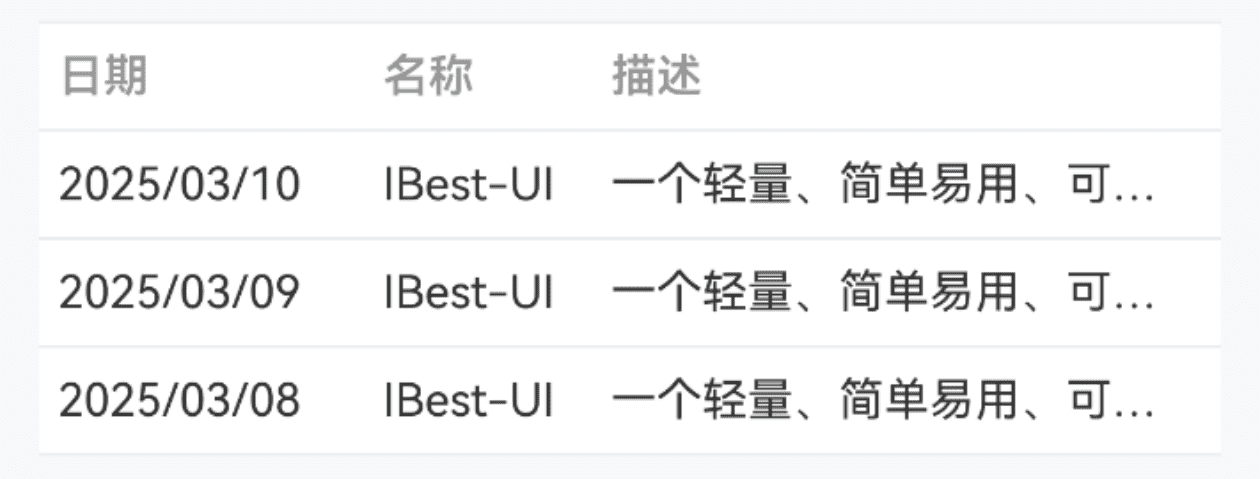 日期 名称 描述
2025/03/10 IBest-UI 一个轻量、简单易用、可...
2025/03/09 IBest-UI 一个轻量、简单易用、可...
2025/03/08 IBest-UI 一个轻量、简单易用、可...